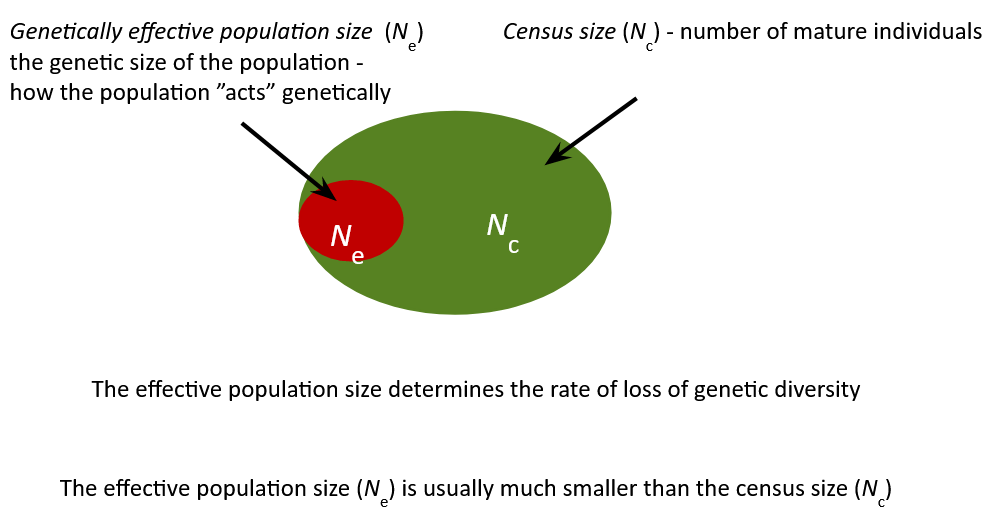 Genetically effective population size (Ne)
the genetic size of the population -
how the population ”acts” genetically
Census size (Nc) - number of mature individuals
Ne
Nc
The effective population size determines the rate of loss of genetic diversity
The effective population size (Ne) is usually much smaller than the census size (Nc)